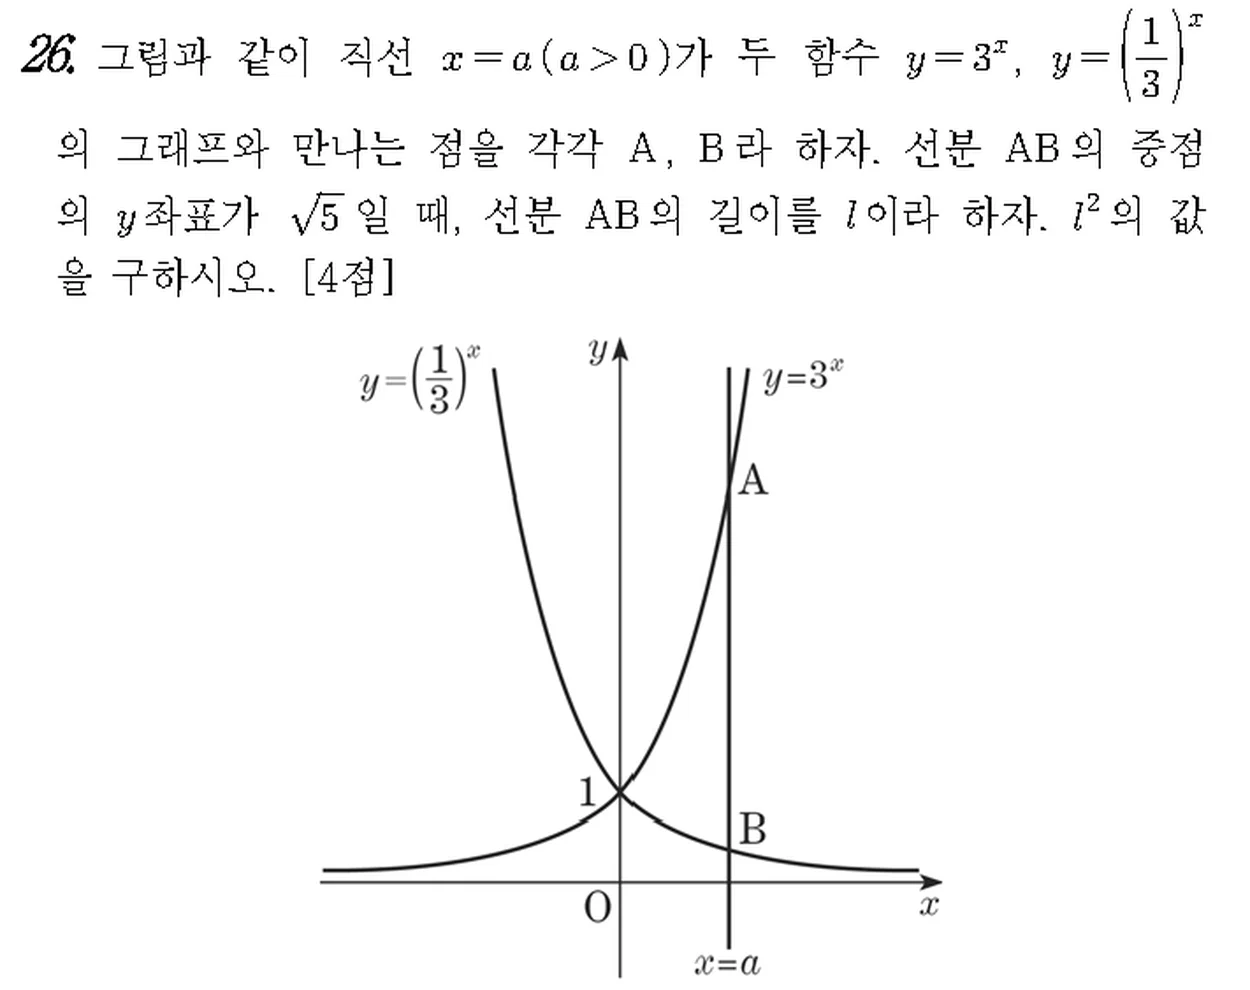 26. 그림과 같이 직선 x=a(a>0)가 두 함수 y=3^x, y=(1/3)^x
의 그래프와 만나는 점을 각각 A, B라 하자. 선분 AB의 중점
의 y좌표가 √5일 때, 선분 AB의 길이를 l이라 하자. l²의 값
을 구하시오. [4점]
y=(1/3)^x
y
y=3^x
A
1
B
O
x
x=a